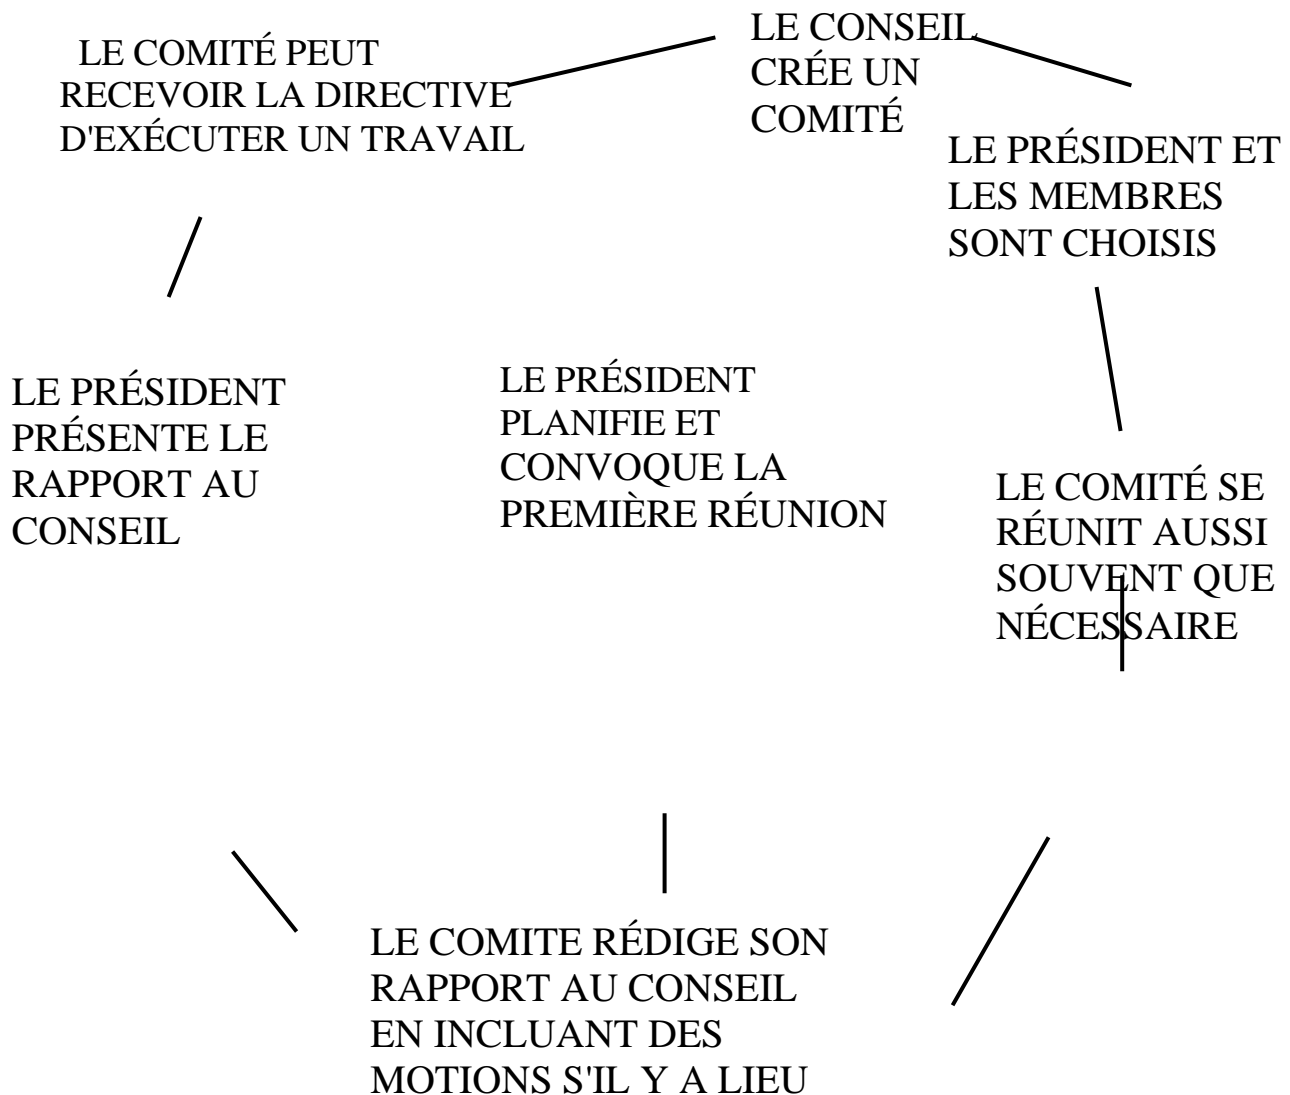 LE COMITÉ PEUT
RECEVOIR LA DIRECTIVE
D'EXÉCUTER UN TRAVAIL
LE CONSEIL
CRÉE UN
COMITÉ
LE PRÉSIDENT ET
LES MEMBRES
SONT CHOISIS
LE PRÉSIDENT
PRÉSENTE LE
RAPPORT AU
CONSEIL
LE PRÉSIDENT
PLANIFIE ET
CONVOQUE LA
PREMIÈRE RÉUNION
LE COMITÉ SE
RÉUNIT AUSSI
SOUVENT QUE
NÉCESSAIRE
LE COMITE RÉDIGE SON
RAPPORT AU CONSEIL
EN INCLUANT DES
MOTIONS S'IL Y A LIEU